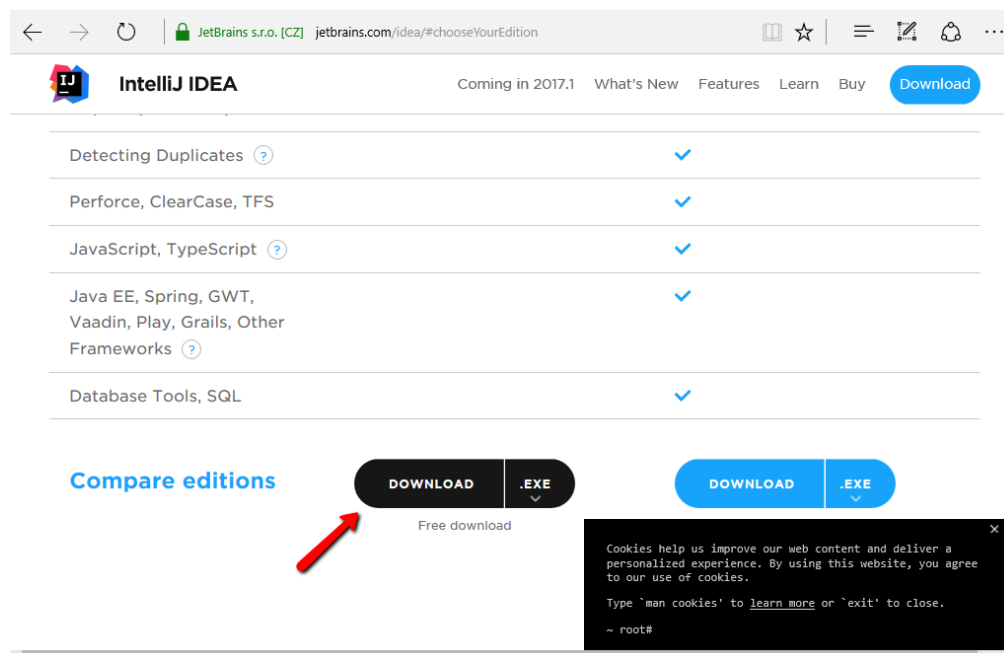 JetBrains s.r.o. [CZ] jetbrains.com/idea/#chooseYourEdition
IJ IntelliJ IDEA Coming in 2017.1 What's New Features Learn Buy Download
Detecting Duplicates ?
Perforce, ClearCase, TFS
JavaScript, TypeScript ?
Java EE, Spring, GWT,
Vaadin, Play, Grails, Other
Frameworks ?
Database Tools, SQL
Compare editions DOWNLOAD .EXE DOWNLOAD .EXE
Free download
Cookies help us improve our web content and deliver a
personalized experience. By using this website, you agree
to our use of cookies.
Type `man cookies' to learn more or `exit' to close.
~ root#